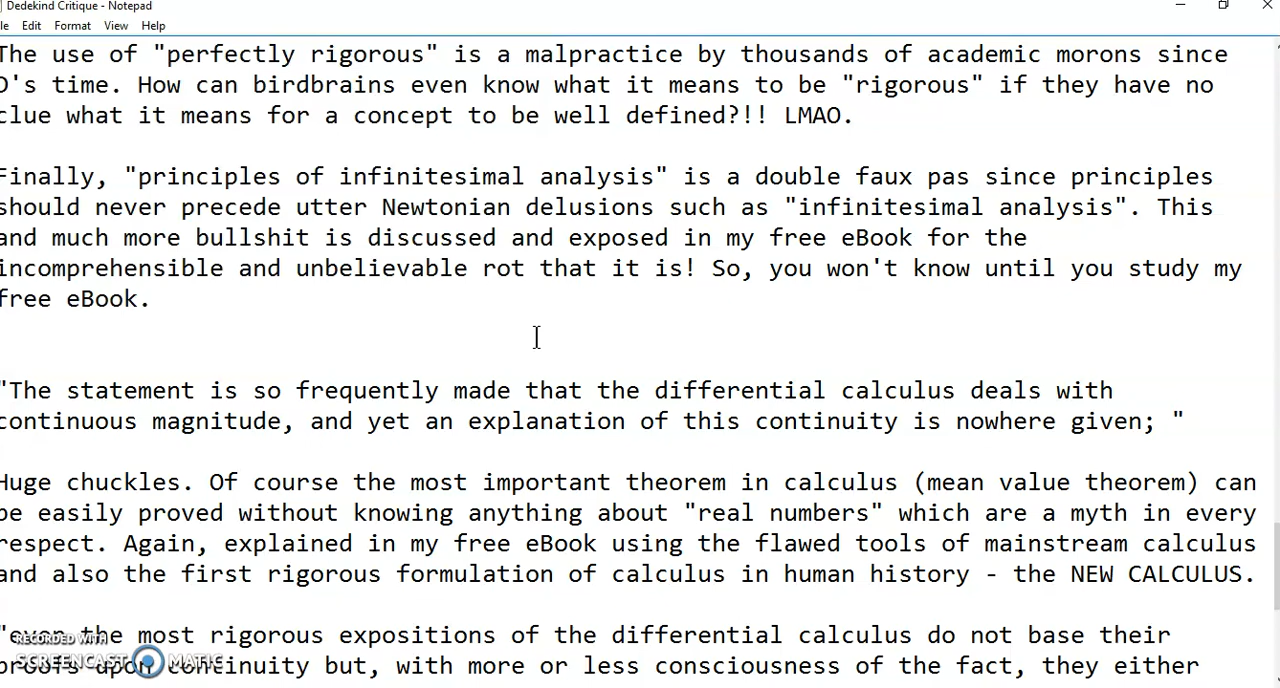 Dedekind Critique - Notepad
le Edit Format View Help
The use of "perfectly rigorous" is a malpractice by thousands of academic morons since
D's time. How can birdbrains even know what it means to be "rigorous" if they have no
clue what it means for a concept to be well defined?!! LMAO.
Finally, "principles of infinitesimal analysis" is a double faux pas since principles
should never precede utter Newtonian delusions such as "infinitesimal analysis". This
and much more bullshit is discussed and exposed in my free eBook for the
incomprehensible and unbelievable rot that it is! So, you won't know until you study my
free eBook.
"The statement is so frequently made that the differential calculus deals with
continuous magnitude, and yet an explanation of this continuity is nowhere given; "
Huge chuckles. Of course the most important theorem in calculus (mean value theorem) can
be easily proved without knowing anything about "real numbers" which are a myth in every
respect. Again, explained in my free eBook using the flawed tools of mainstream calculus
and also the first rigorous formulation of calculus in human history - the NEW CALCULUS.
"even the most rigorous expositions of the differential calculus do not base their
proofs upon continuity but, with more or less consciousness of the fact, they either
RECORDED WITH
SCREENCAST MATIC